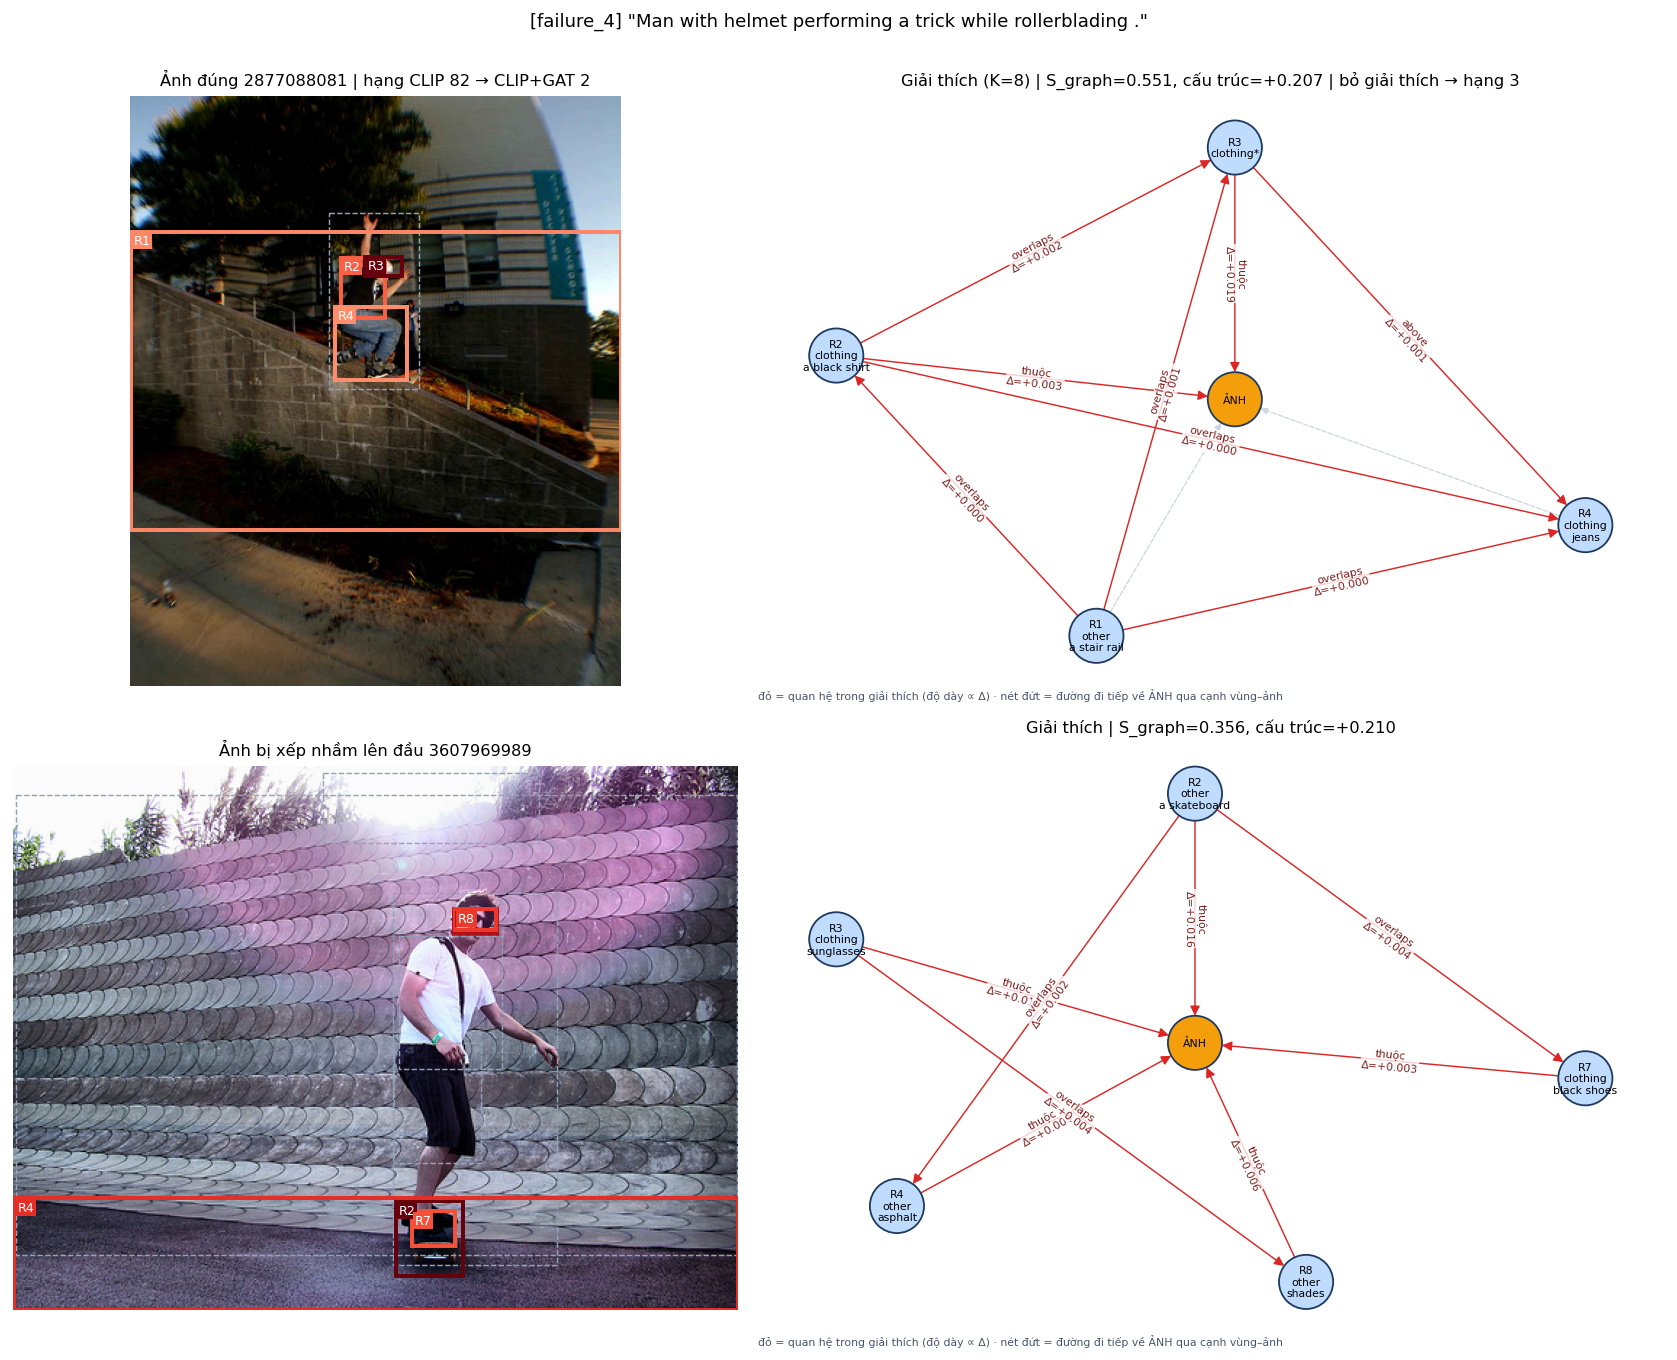 [failure_4] "Man with helmet performing a trick while rollerblading ."
Ảnh đúng 2877088081 | hạng CLIP 82 → CLIP+GAT 2
R1
R2
R3
R4
Giải thích (K=8) | S_graph=0.551, cấu trúc=+0.207 | bỏ giải thích → hạng 3
R3
clothing*
overlaps
Δ=+0.002
thuộc
Δ=+0.019
above
Δ=+0.001
R2
clothing
a black shirt
thuộc
Δ=+0.003
overlaps
Δ=+0.001
ẢNH
overlaps
Δ=+0.000
overlaps
Δ=+0.000
R4
clothing
jeans
overlaps
Δ=+0.000
R1
other
a stair rail
đỏ = quan hệ trong giải thích (độ dày ∝ Δ) · nét đứt = đường đi tiếp về ẢNH qua cạnh vùng–ảnh
Ảnh bị xếp nhầm lên đầu 3607969989
R8
R4
R2
R7
Giải thích | S_graph=0.356, cấu trúc=+0.210
R2
other
a skateboard
thuộc
Δ=+0.016
overlaps
Δ=+0.004
R3
clothing
sunglasses
thuộc
overlaps
Δ=+0.002
ẢNH
thuộc
Δ=+0.003
R7
clothing
black shoes
overlaps
Δ=+0.004
thuộc
thuộc
Δ=+0.006
R4
other
asphalt
R8
other
shades
đỏ = quan hệ trong giải thích (độ dày ∝ Δ) · nét đứt = đường đi tiếp về ẢNH qua cạnh vùng–ảnh